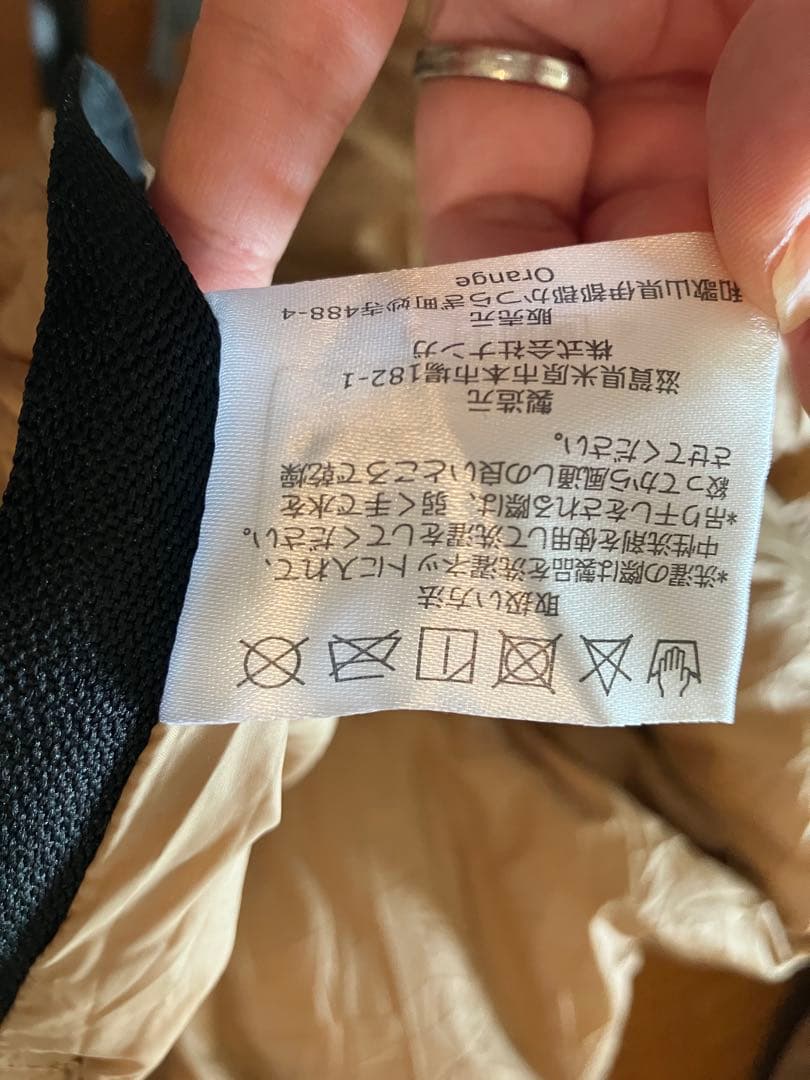 取扱い方法
*洗濯の際は製品を洗濯ネットに入れて、
中性洗剤を使用して洗濯をしてください。
*吊り干しをされる際は、弱く手で水を
絞ってから風通しの良いところで乾燥
させてください。
製造元
滋賀県米原市本市場182-1
株式会社ナンガ
販売元
和歌山県伊都郡かつらぎ町妙寺488-4
Orange